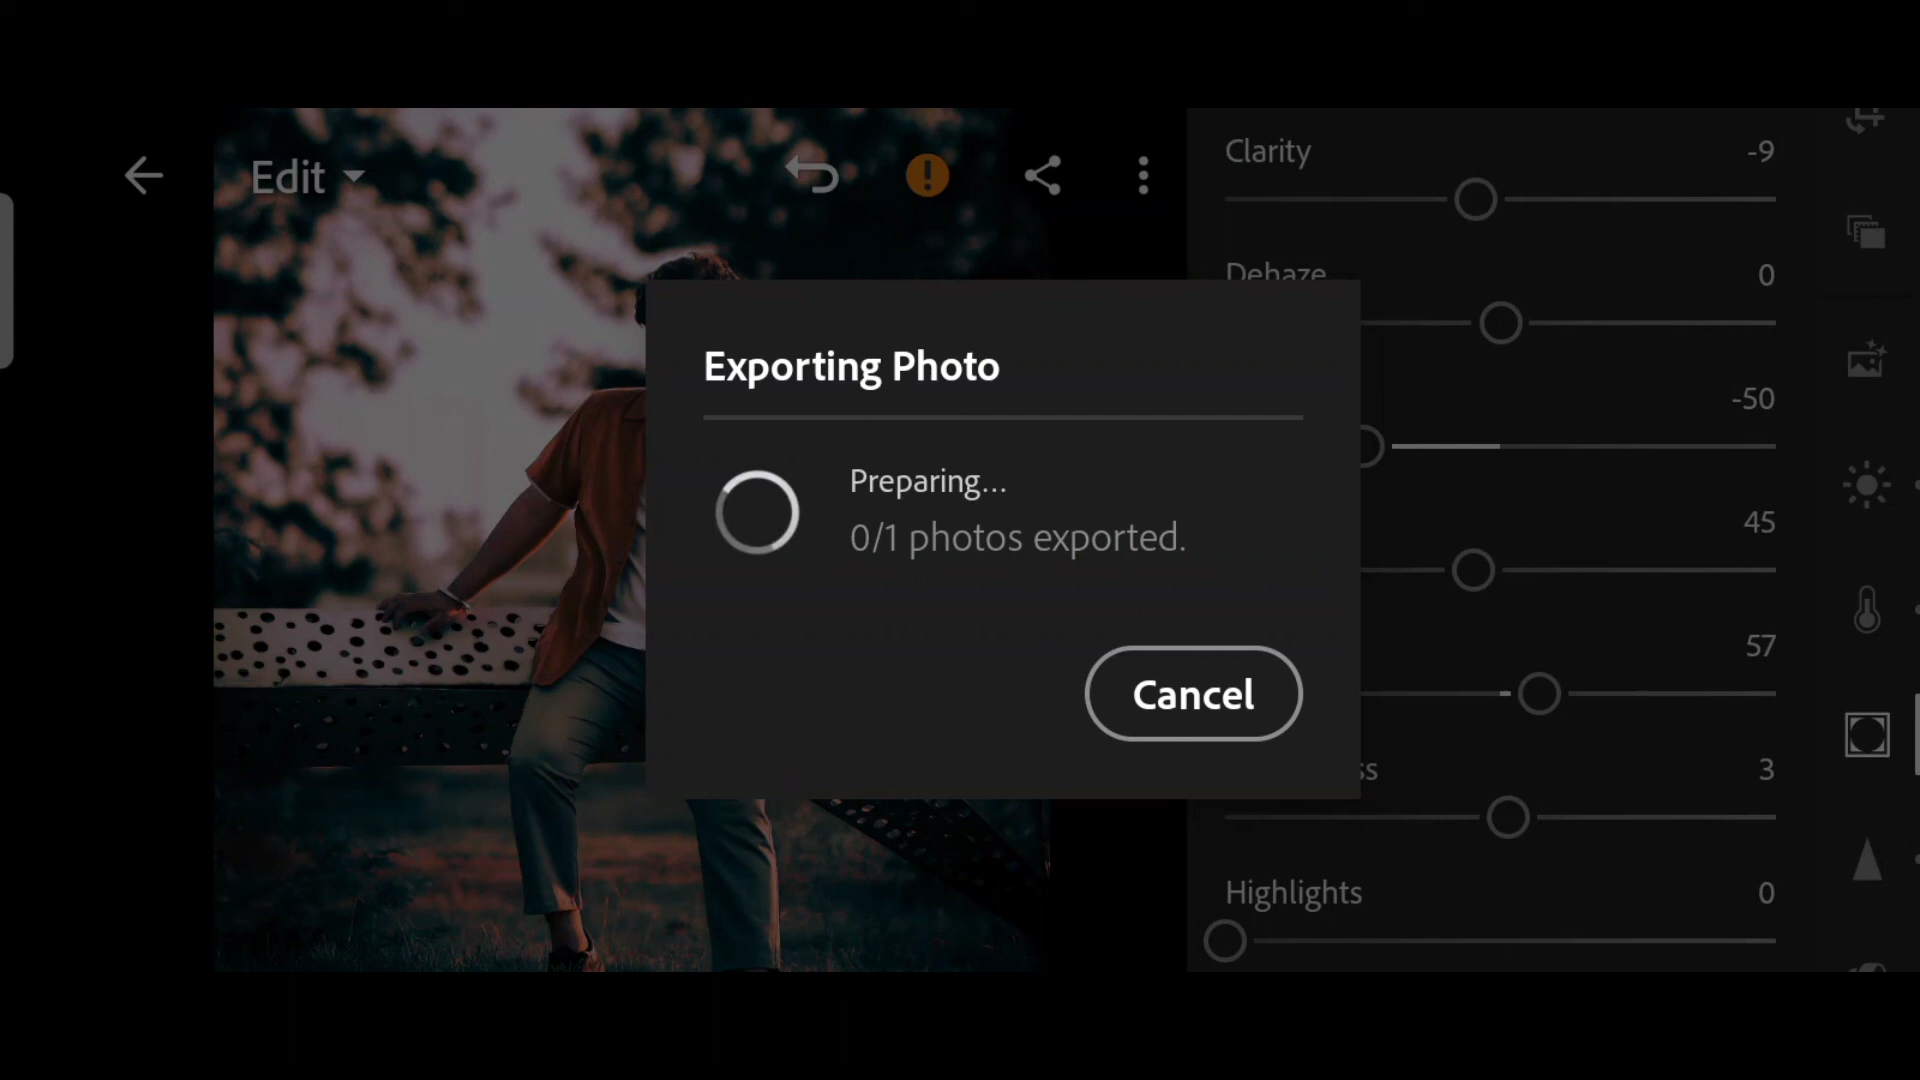 Edit
Clarity -9
Dehaze 0
-50
45
57
ss 3
Highlights 0
Exporting Photo
Preparing...
0/1 photos exported.
Cancel